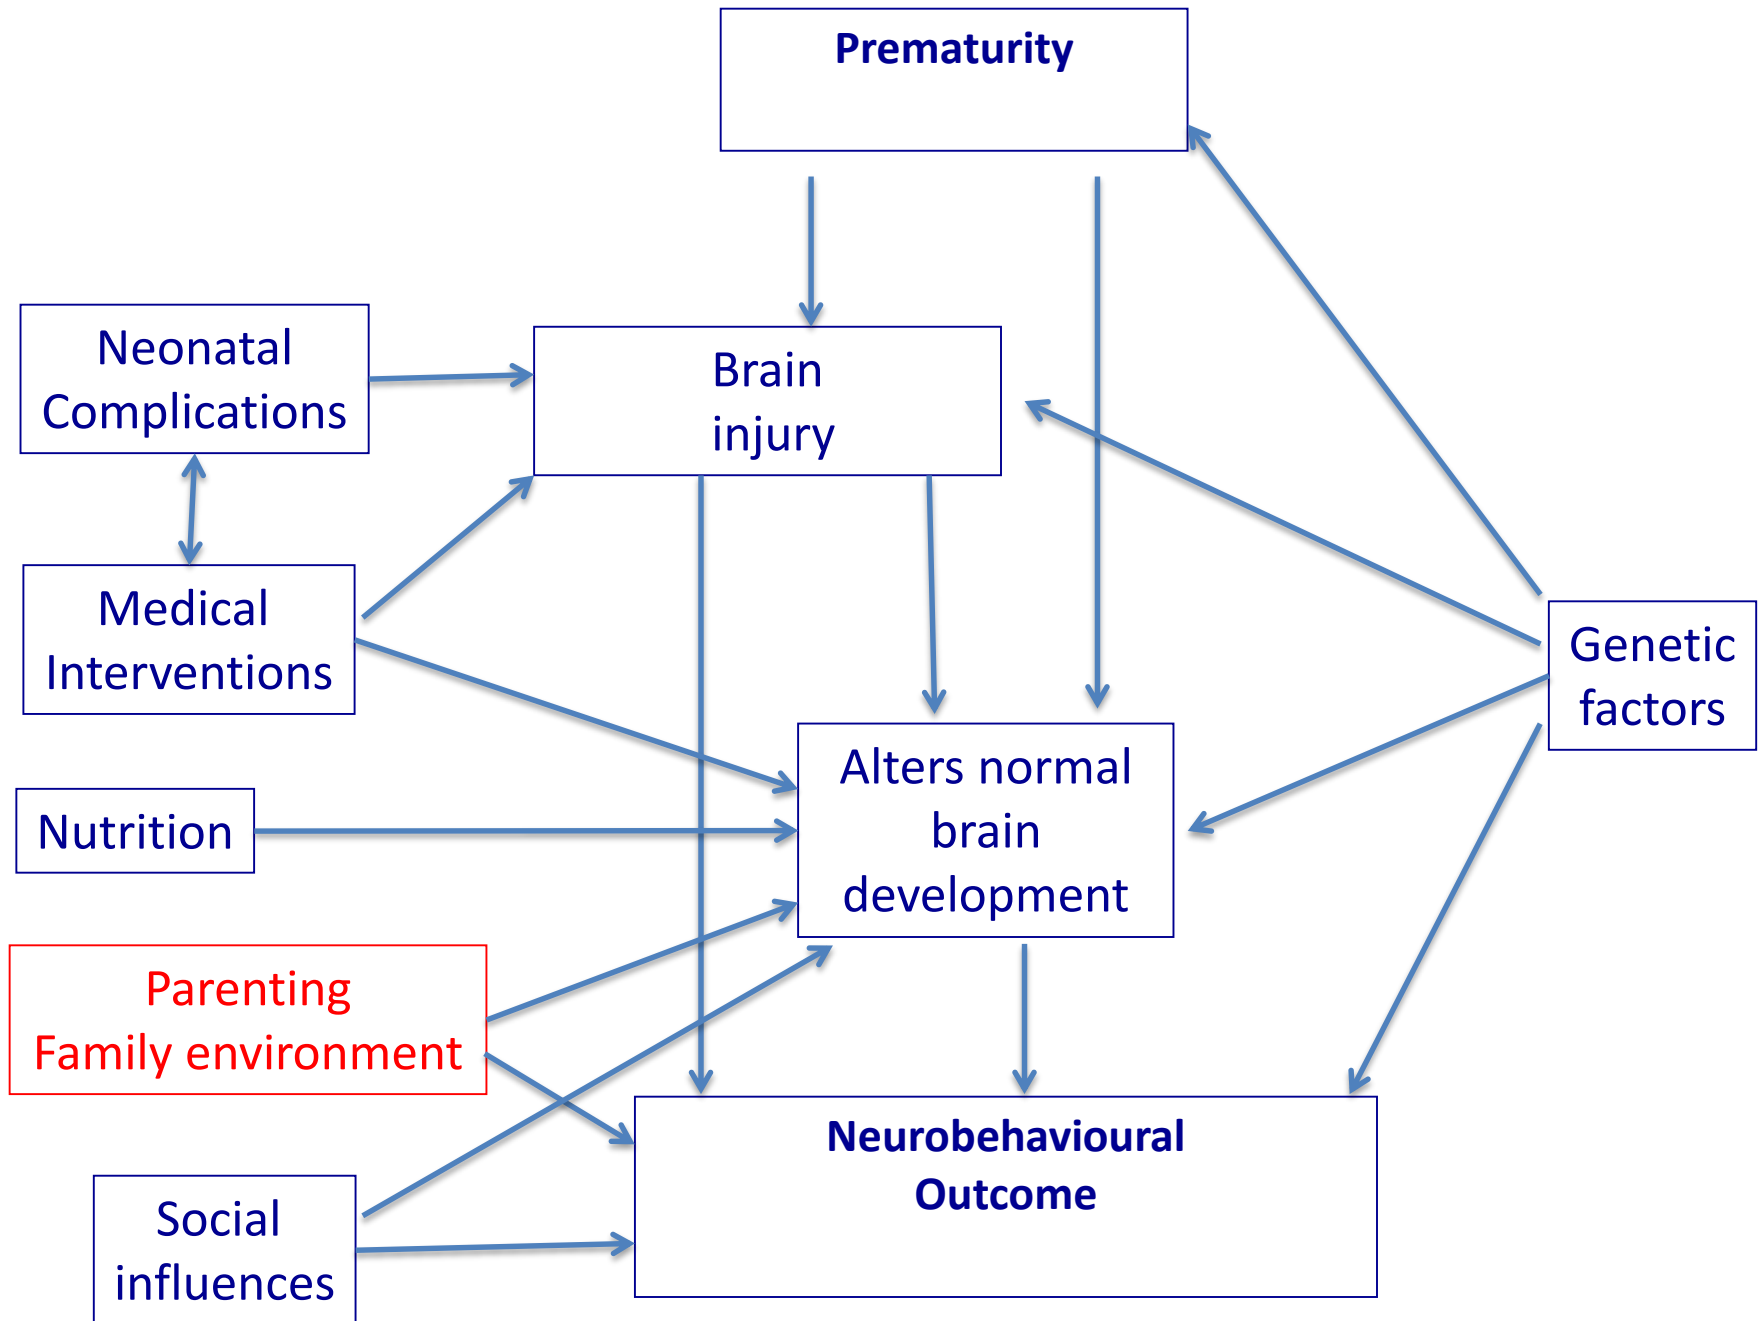 Prematurity
Neonatal
Complications
Brain
injury
Medical
Interventions
Genetic
factors
Alters normal
brain
development
Nutrition
Parenting
Family environment
Neurobehavioural
Outcome
Social
influences